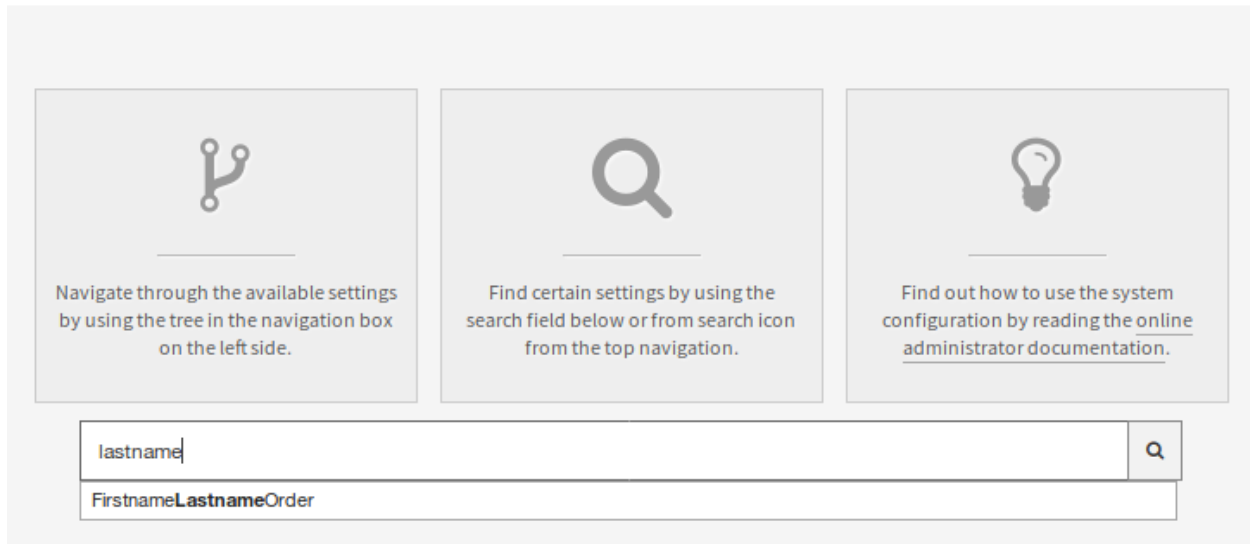 Navigate through the available settings
by using the tree in the navigation box
on the left side.
Find certain settings by using the
search field below or from search icon
from the top navigation.
Find out how to use the system
configuration by reading the online
administrator documentation.
lastname
FirstnameLastnameOrder